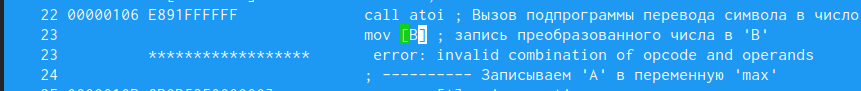 22 00000106 E891FFFFFF call atoi ; Вызов подпрограммы перевода символа в число
23 mov [B] ; запись преобразованного числа в 'B'
23 ****************** error: invalid combination of opcode and operands
24 ; ---------- Записываем 'A' в переменную 'max'